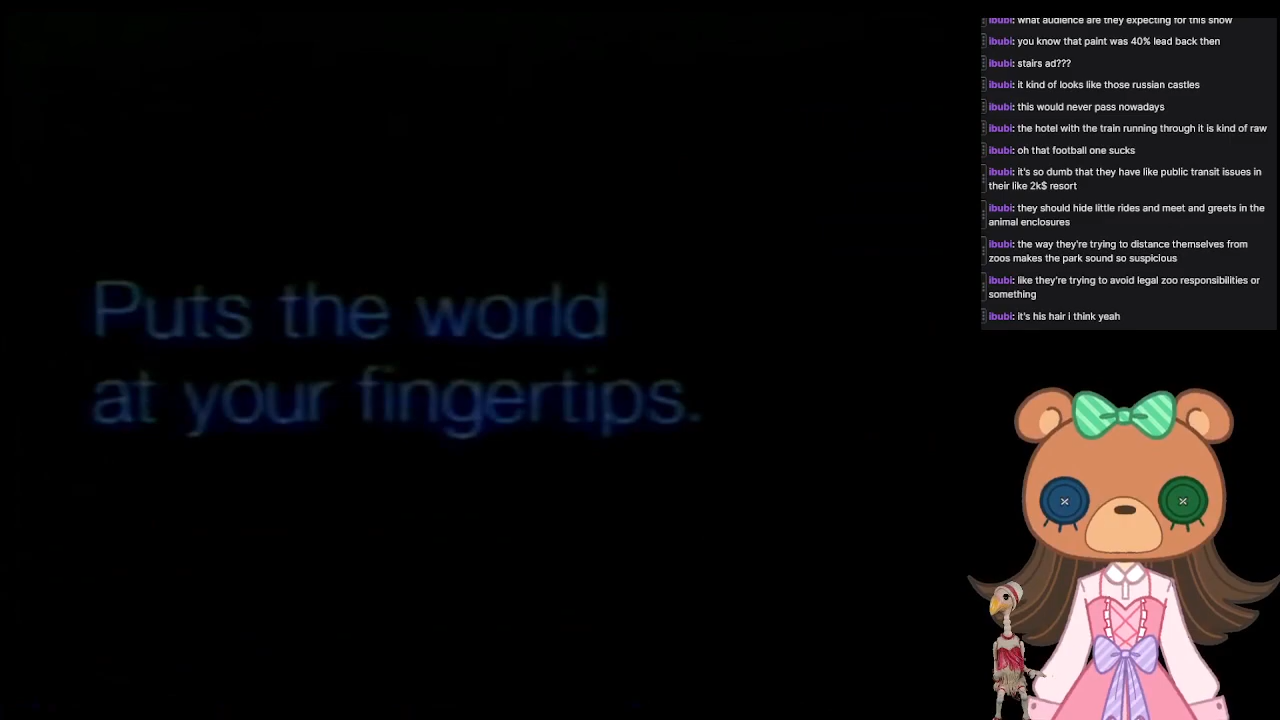 Puts the world
at your fingertips.
ibubi: what audience are they expecting for this show
ibubi: you know that paint was 40% lead back then
ibubi: stairs ad???
ibubi: it kind of looks like those russian castles
ibubi: this would never pass nowadays
ibubi: the hotel with the train running through it is kind of raw
ibubi: oh that football one sucks
ibubi: it's so dumb that they have like public transit issues in
their like 2k$ resort
ibubi: they should hide little rides and meet and greets in the
animal enclosures
ibubi: the way they're trying to distance themselves from
zoos makes the park sound so suspicious
ibubi: like they're trying to avoid legal zoo responsibilities or
something
ibubi: it's his hair i think yeah